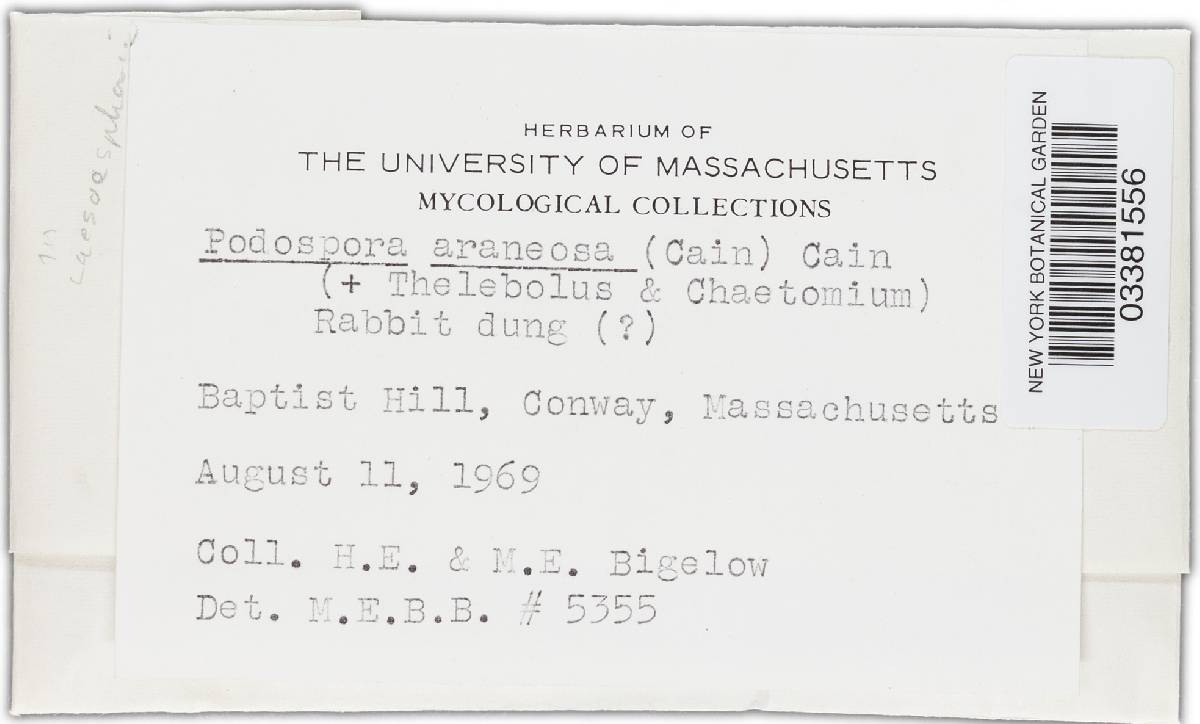 HERBARIUM OF
THE UNIVERSITY OF MASSACHUSETTS
MYCOLOGICAL COLLECTIONS
Podospora araneosa (Cain) Cain
(+ Thelebolus & Chaetomium)
Rabbit dung (?)
Baptist Hill, Conway, Massachusetts
August 11, 1969
Coll. H.E. & M.E. Bigelow
Det. M.E.B.B. # 5355
NEW YORK BOTANICAL GARDEN
03381556